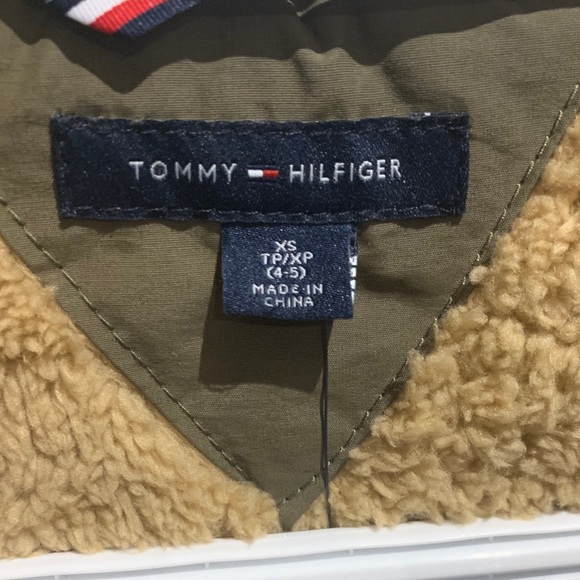 TOMMY HILFIGER
XS
TP/XP
(4-5)
MADE IN
CHINA